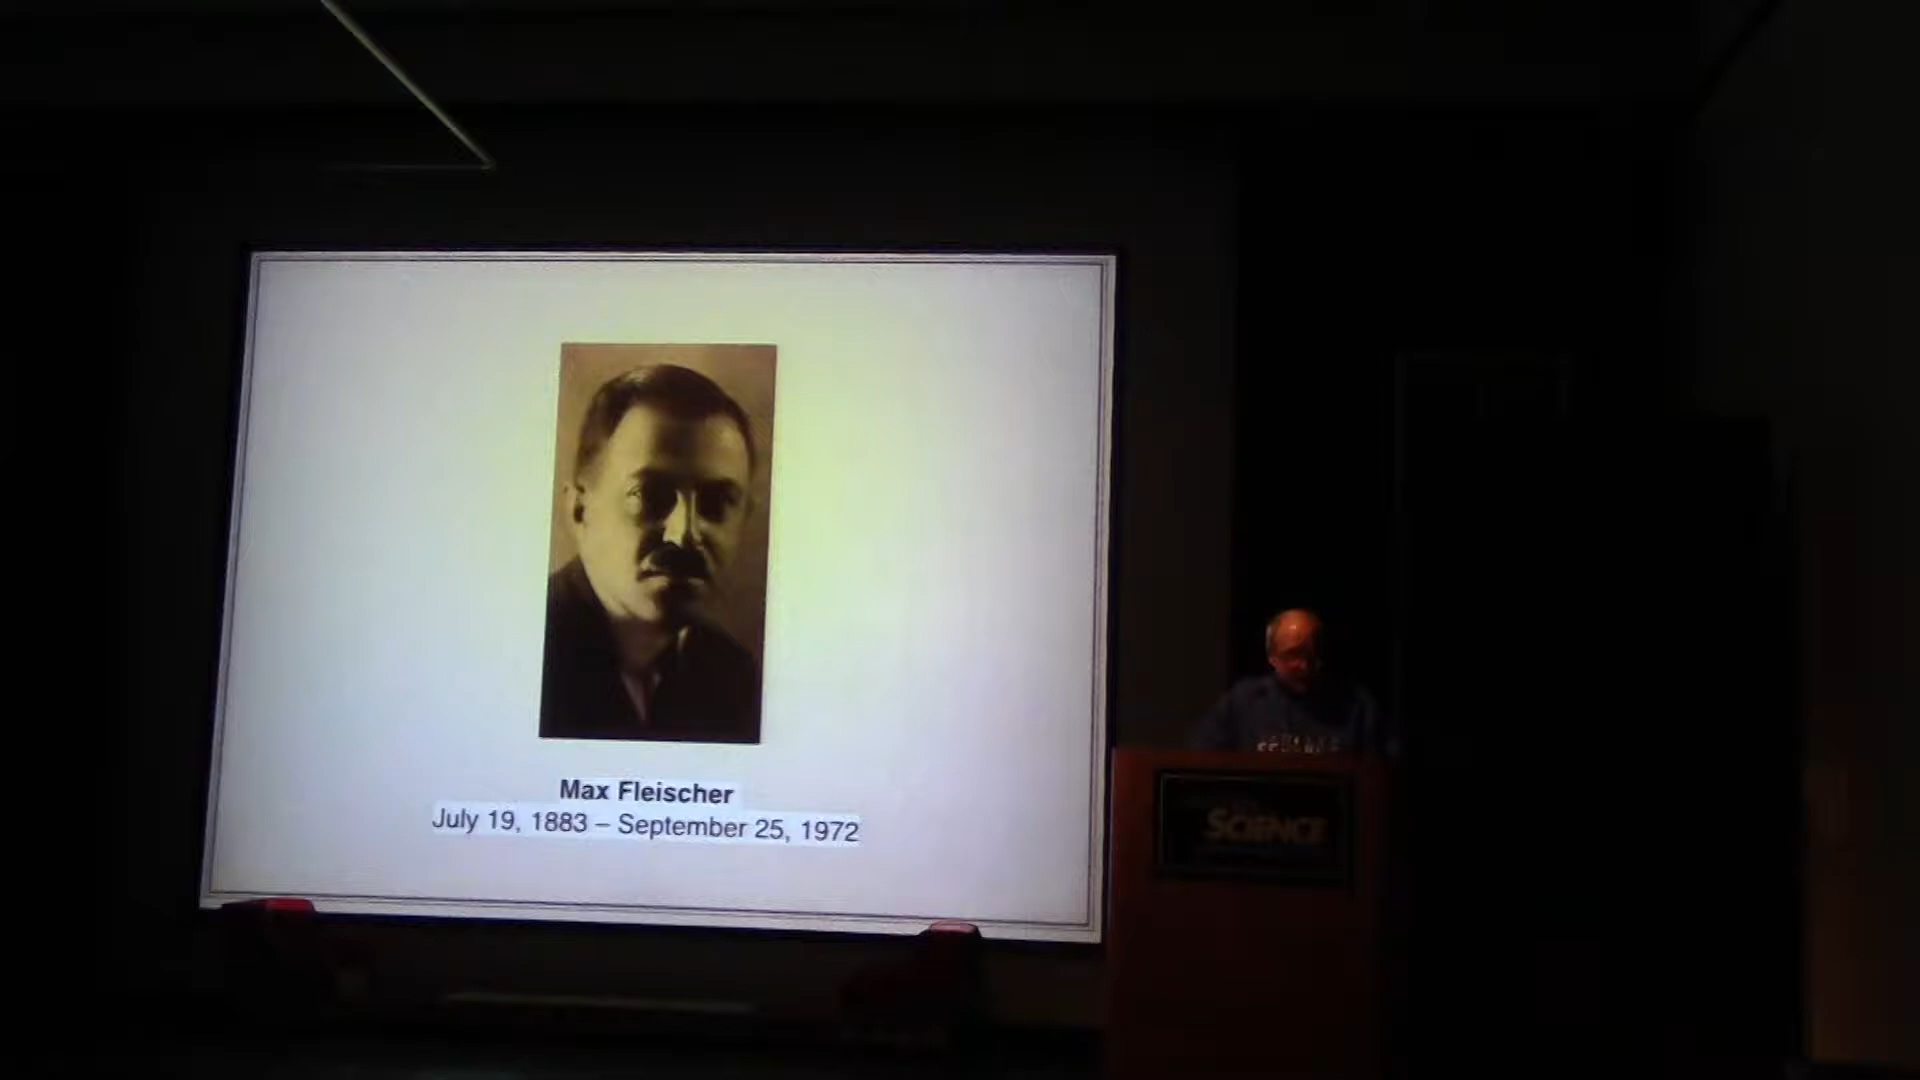 Max Fleischer
July 19, 1883 – September 25, 1972
SCIENCE